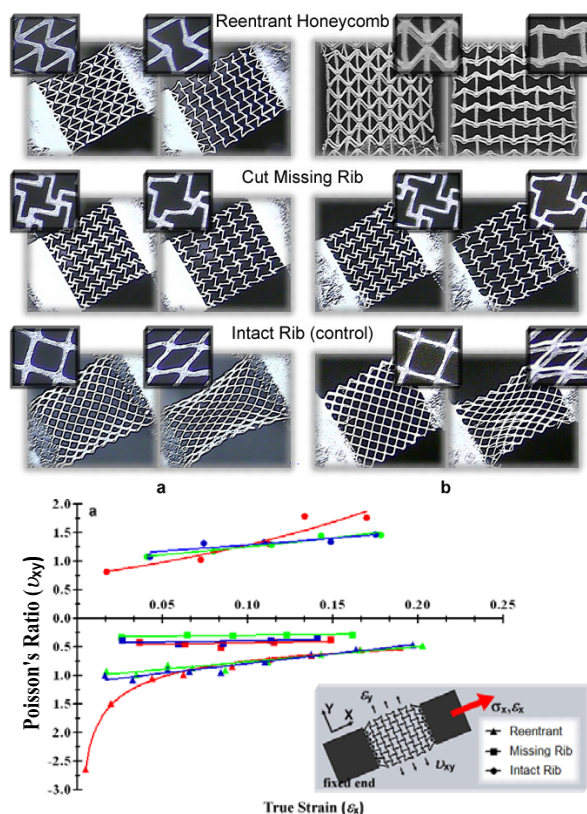 Reentrant Honeycomb
Cut Missing Rib
Intact Rib (control)
a b
a
2.0
1.5
1.0
0.5
0.00
0.05 0.10 0.15 0.20 0.25
0.5
1.0
-1.5
-2.0
-2.5
-3.0
Poisson's Ratio (υxy)
True Strain (εx)
εy
Y
X
σx,εx
υxy
fixed end
Reentrant
Missing Rib
Intact Rib